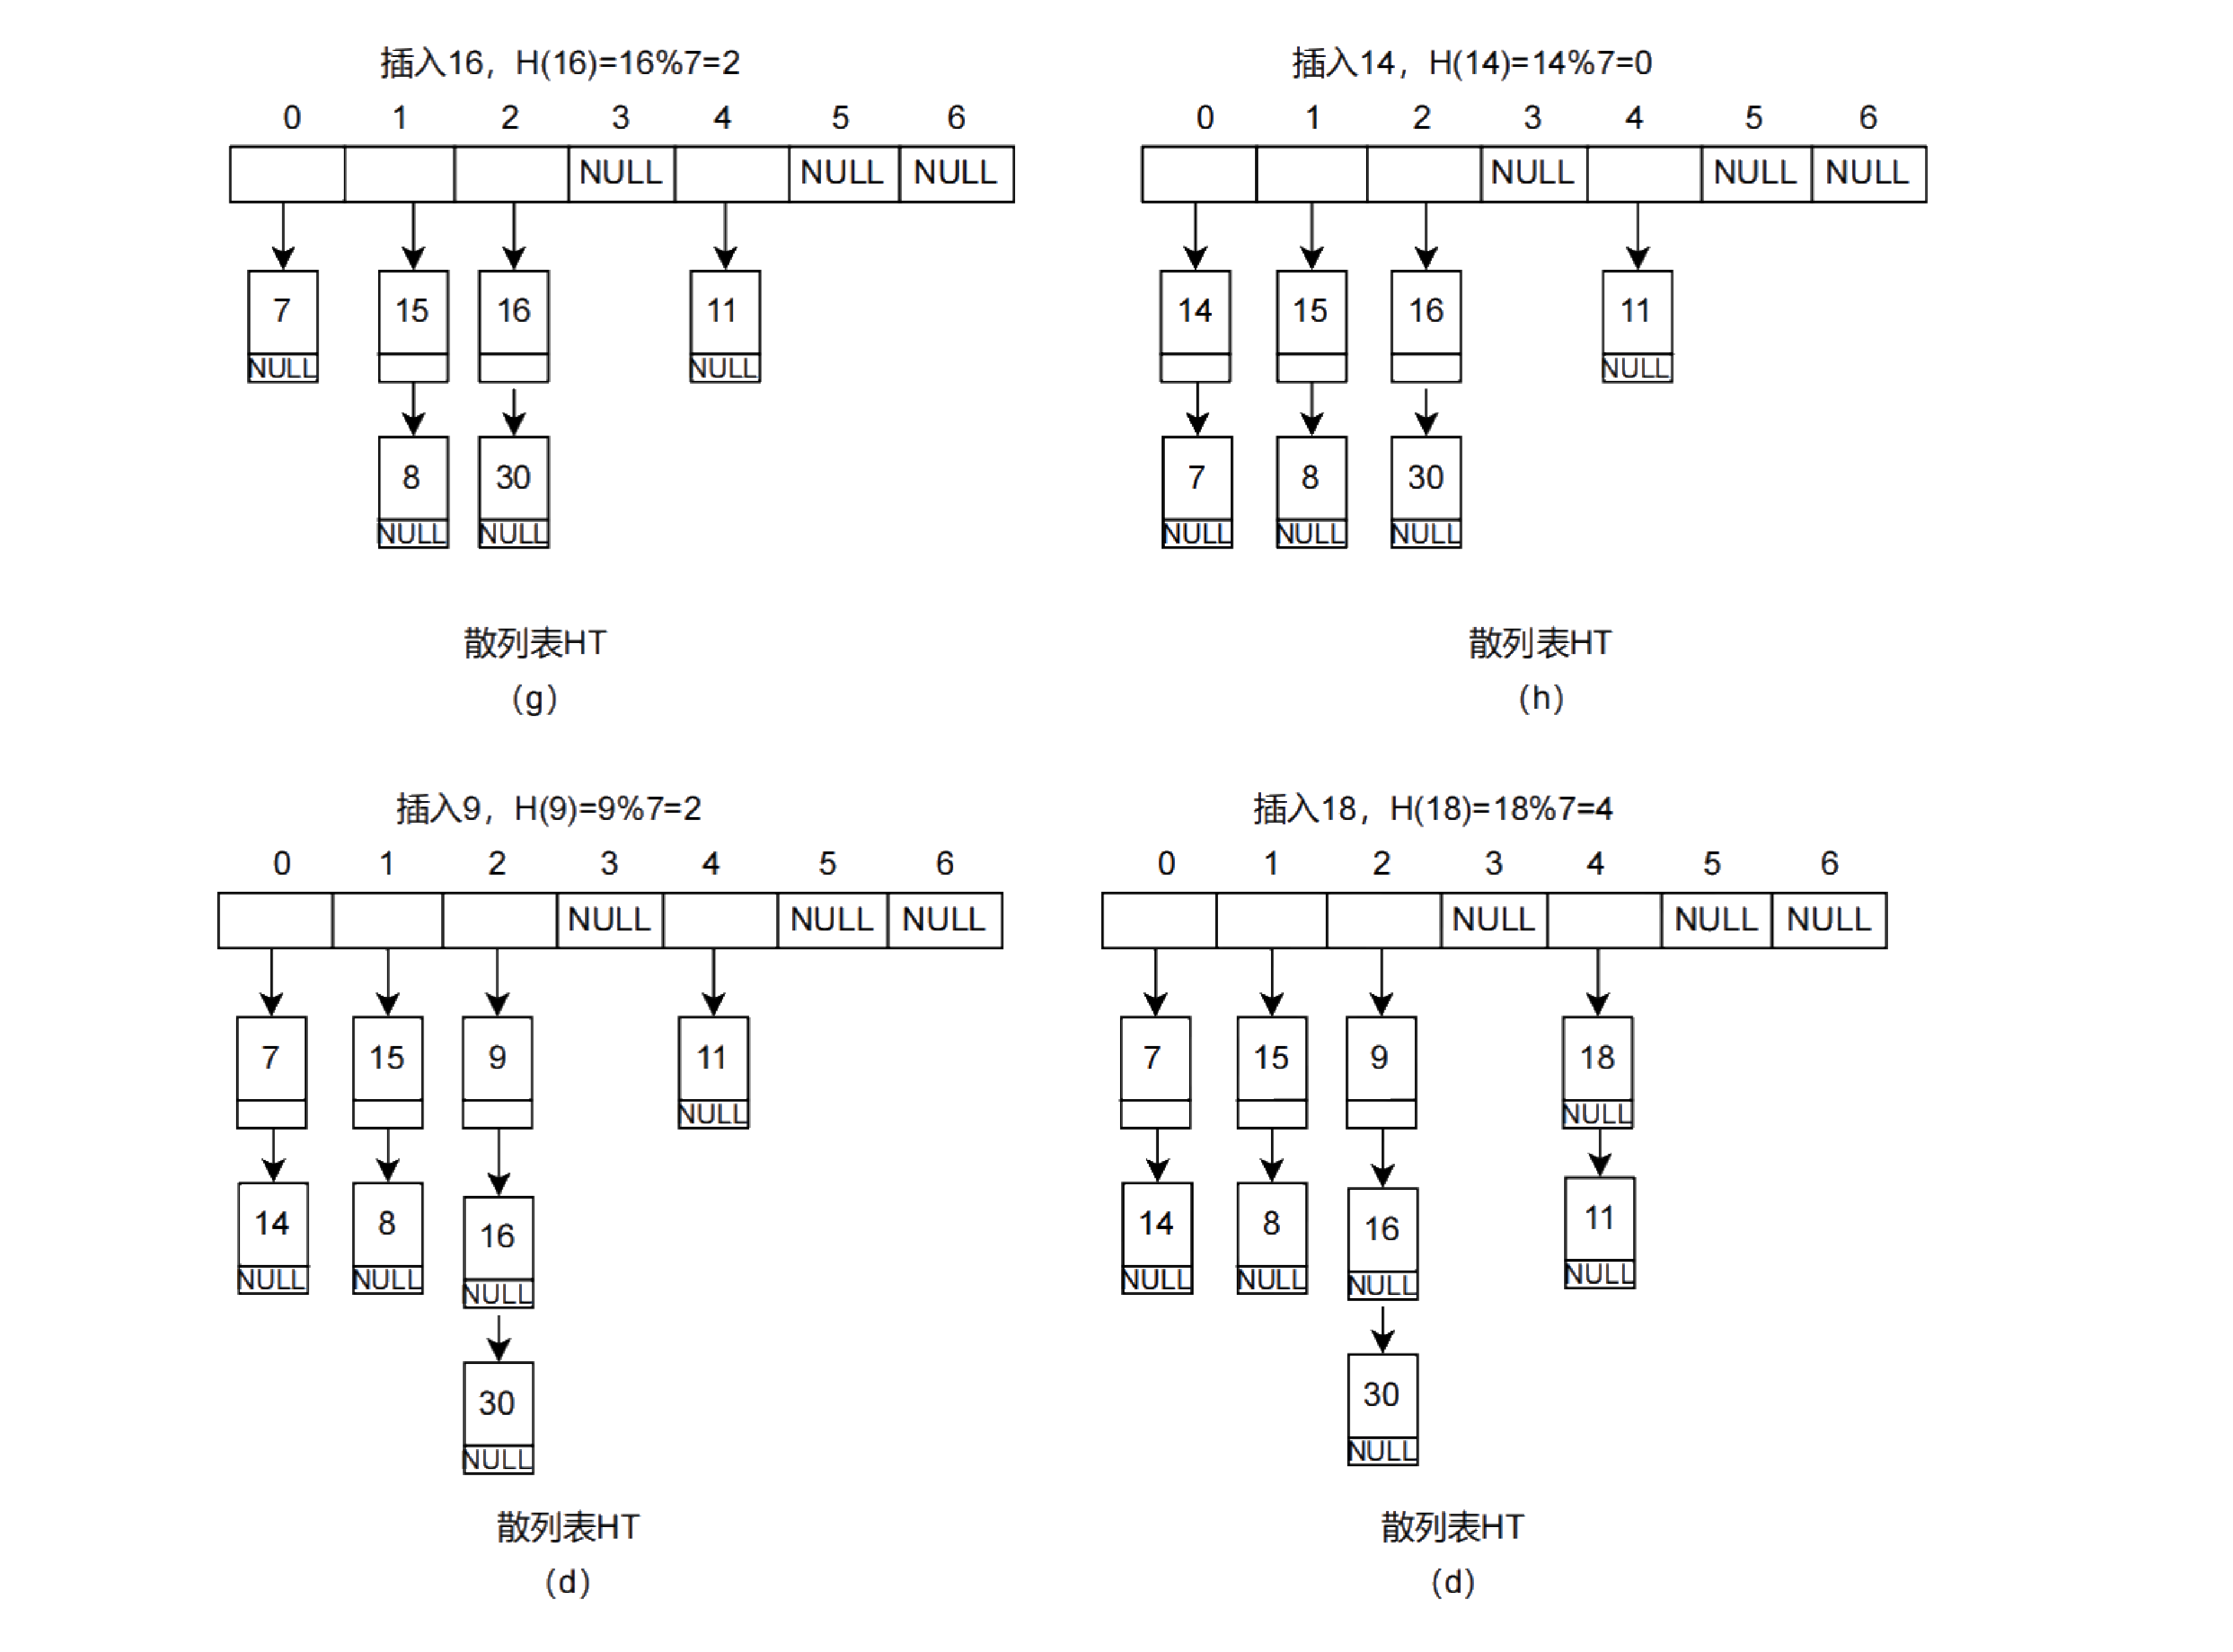 插入16，H(16)=16%7=2
0 1 2 3 4 5 6
NULL NULL NULL
7 15 16 11
NULL NULL
8 30
NULL NULL
散列表HT
（g）
插入14，H(14)=14%7=0
0 1 2 3 4 5 6
NULL NULL NULL
14 15 16 11
NULL
7 8 30
NULL NULL NULL
散列表HT
（h）
插入9，H(9)=9%7=2
0 1 2 3 4 5 6
NULL NULL NULL
7 15 9 11
NULL
14 8 16
NULL NULL NULL
30
NULL
散列表HT
（d）
插入18，H(18)=18%7=4
0 1 2 3 4 5 6
NULL NULL NULL
7 15 9 18
NULL
14 8 16 11
NULL NULL NULL NULL
30
NULL
散列表HT
（d）